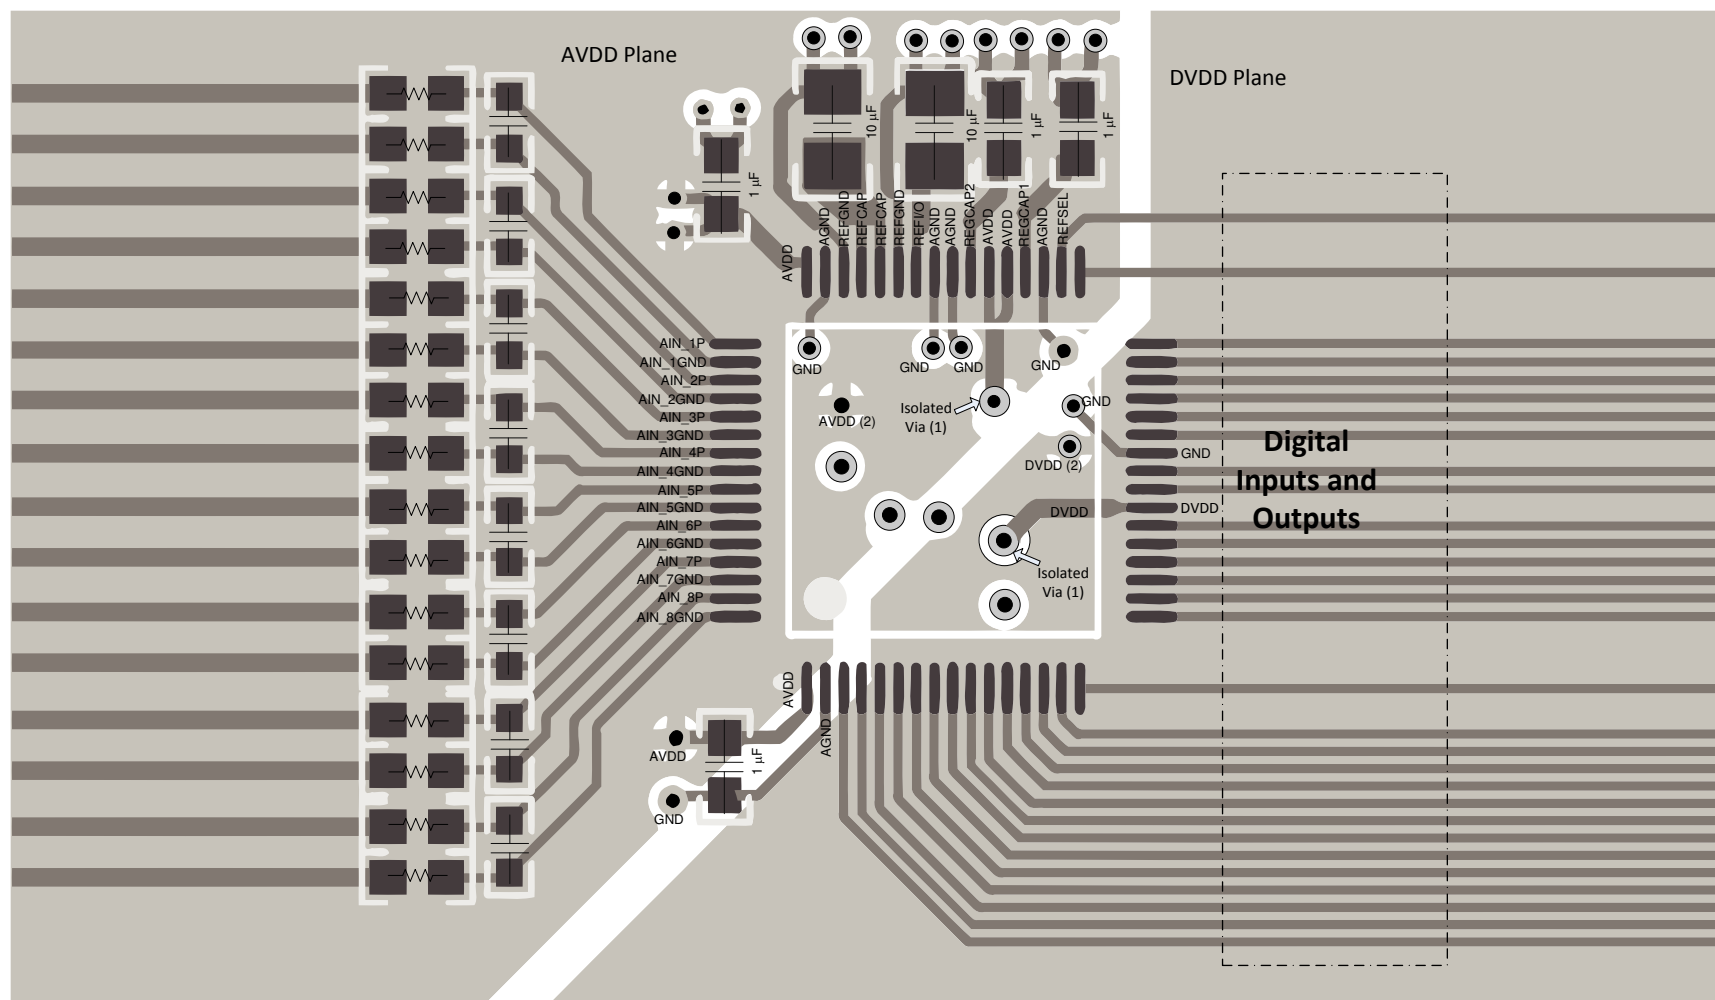 AVDD Plane
DVDD Plane
10 µF
10 µF
1 µF
1 µF
1 µF
AVDD
AGND
REFGND
REFCAP
REFCAP
REFGND
REFI/O
AGND
AGND
REGCAP2
AVDD
AVDD
REGCAP1
AGND
REFSEL
AIN_1P
AIN_1GND
AIN_2P
AIN_2GND
AIN_3P
AIN_3GND
AIN_4P
AIN_4GND
AIN_5P
AIN_5GND
AIN_6P
AIN_6GND
AIN_7P
AIN_7GND
AIN_8P
AIN_8GND
GND
GND
GND
GND
AVDD (2)
Isolated
Via (1)
GND
DVDD (2)
GND
DVDD
DVDD
Isolated
Via (1)
Digital
Inputs and
Outputs
AVDD
AGND
AVDD
1 µF
GND